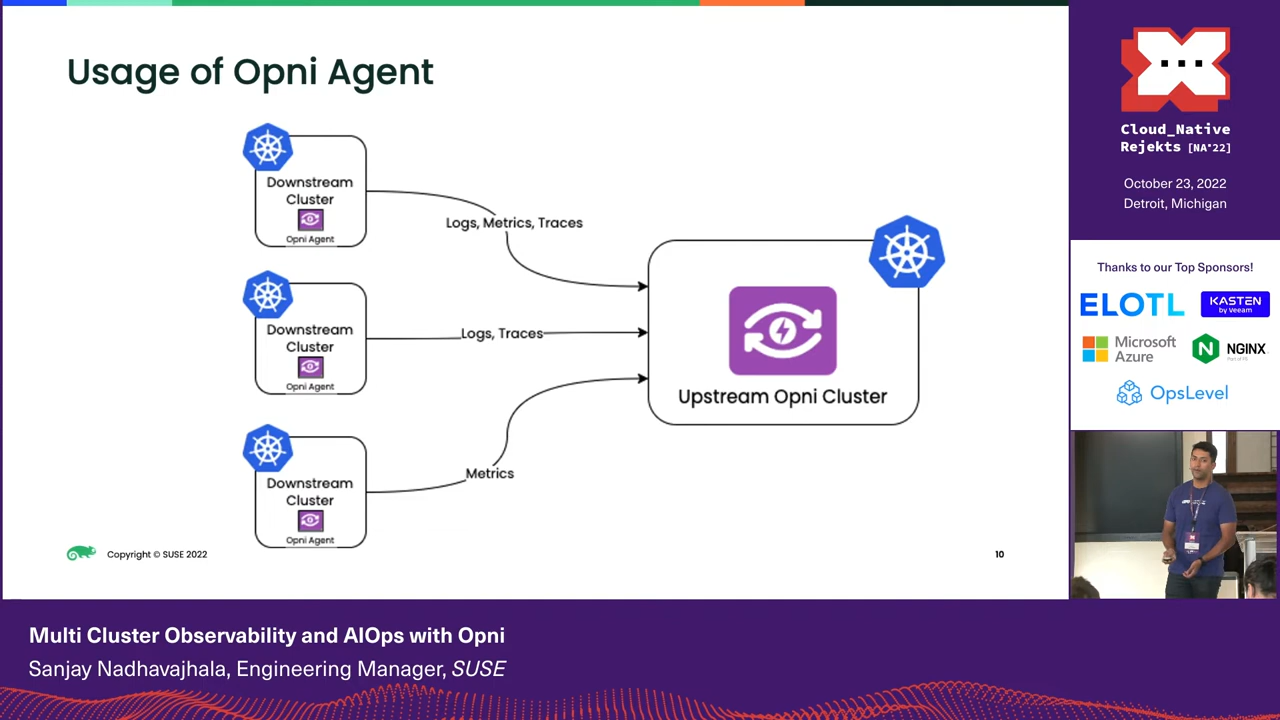 Usage of Opni Agent
Downstream
Cluster
Opni Agent
Logs, Metrics, Traces
Downstream
Cluster
Opni Agent
Logs, Traces
Upstream Opni Cluster
Downstream
Cluster
Opni Agent
Metrics
Copyright © SUSE 2022
10
Cloud_Native
Rejekts [NA'22]
October 23, 2022
Detroit, Michigan
Thanks to our Top Sponsors!
ELOTL
KASTEN
by Veeam
Microsoft
Azure
N
NGINX
OpsLevel
Multi Cluster Observability and AIOps with Opni
Sanjay Nadhavajhala, Engineering Manager, SUSE